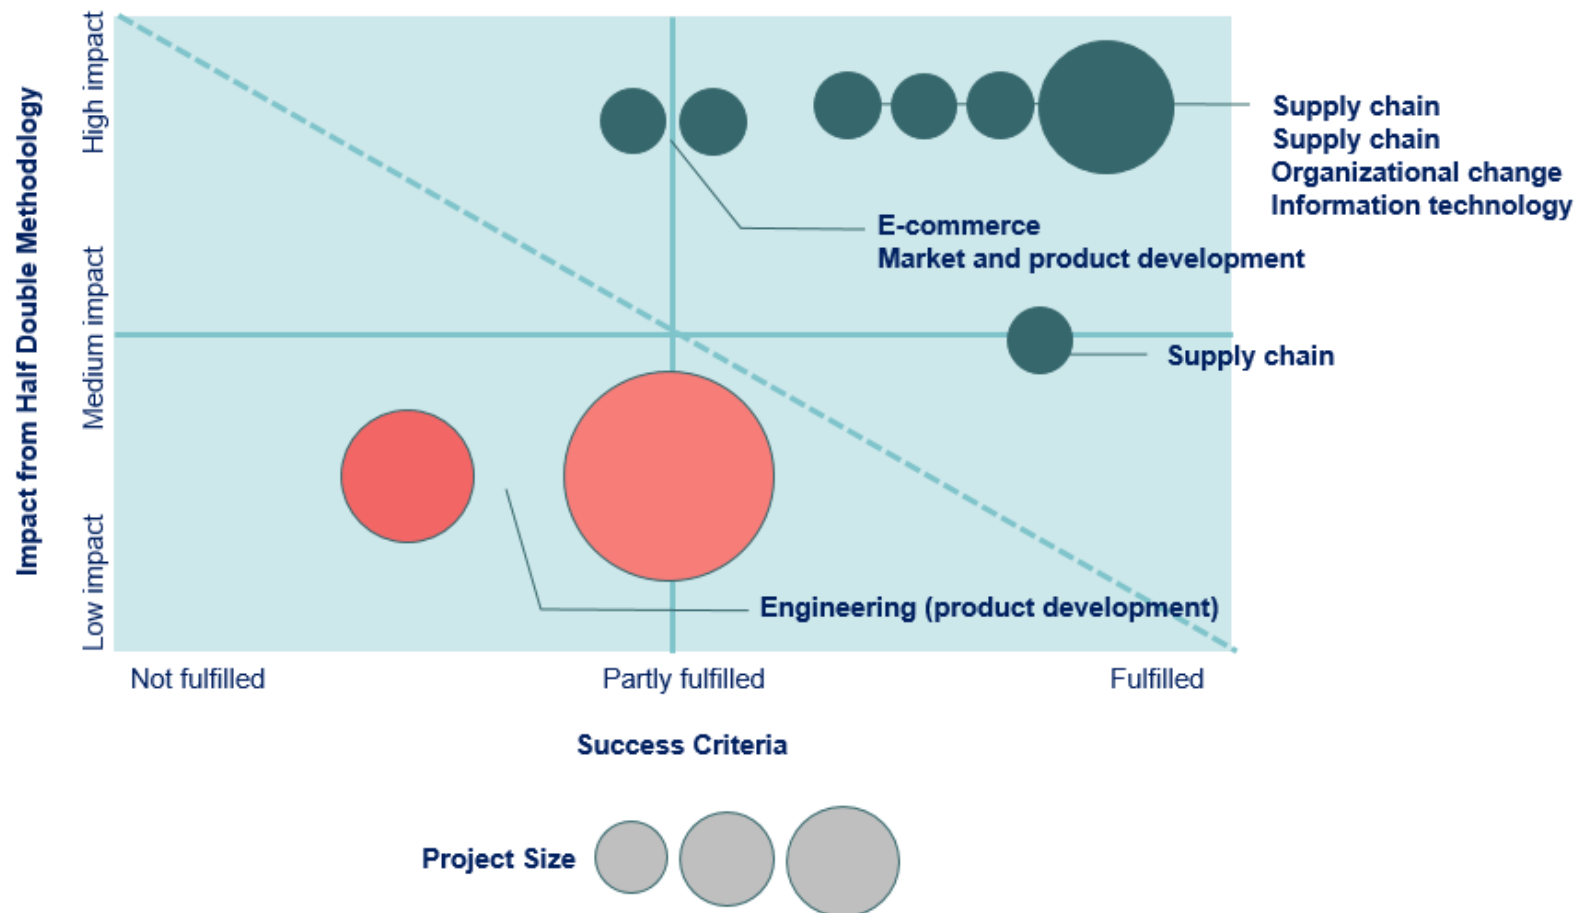 Impact from Half Double Methodology
High impact
Medium impact
Low impact
Supply chain
Supply chain
Organizational change
Information technology
E-commerce
Market and product development
Supply chain
Engineering (product development)
Not fulfilled
Partly fulfilled
Fulfilled
Success Criteria
Project Size